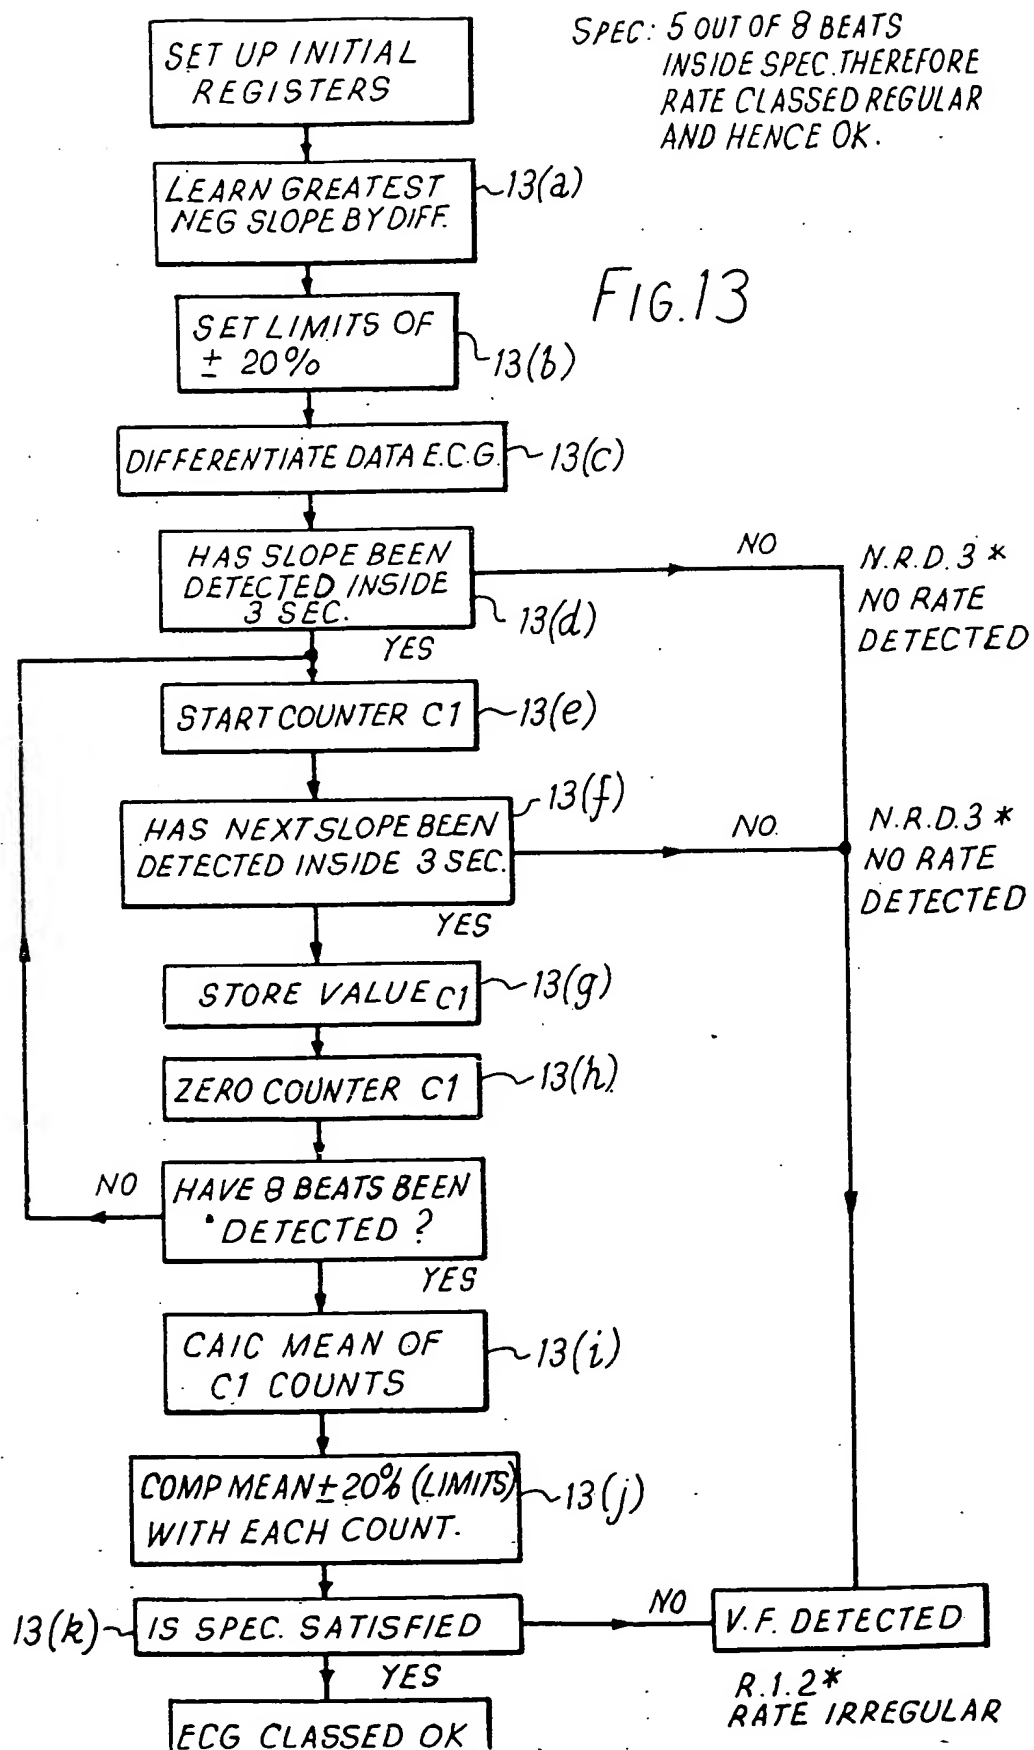 SPEC: 5 OUT OF 8 BEATS
INSIDE SPEC. THEREFORE
RATE CLASSED REGULAR
AND HENCE OK.
SET UP INITIAL
REGISTERS
LEARN GREATEST
NEG SLOPE BY DIFF.
13(a)
FIG. 13
SET LIMITS OF
± 20%
13(b)
DIFFERENTIATE DATA E.C.G.
13(c)
HAS SLOPE BEEN
DETECTED INSIDE
3 SEC.
13(d)
NO
N.R.D.3 *
NO RATE
DETECTED
YES
START COUNTER C1
13(e)
HAS NEXT SLOPE BEEN
DETECTED INSIDE 3 SEC.
13(f)
NO.
N.R.D.3 *
NO RATE
DETECTED
YES
STORE VALUE C1
13(g)
ZERO COUNTER C1
13(h)
HAVE 8 BEATS BEEN
DETECTED ?
NO
YES
CAIC MEAN OF
C1 COUNTS
13(i)
COMP MEAN ± 20% (LIMITS)
WITH EACH COUNT.
13(j)
13(k)
IS SPEC. SATISFIED
NO
V.F. DETECTED
R.1.2*
RATE IRREGULAR
YES
ECG CLASSED OK